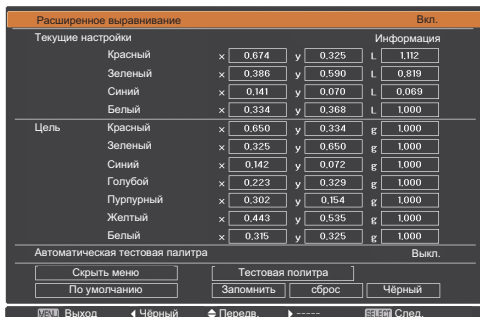 Расширенное выравнивание Вкл.
Текущие настройки Информация
Красный x 0,674 y 0,325 L 1,112
Зеленый x 0,386 y 0,590 L 0,819
Синий x 0,141 y 0,070 L 0,069
Белый x 0,334 y 0,368 L 1,000
Цель Красный x 0,650 y 0,334 g 1,000
Зеленый x 0,325 y 0,650 g 1,000
Синий x 0,142 y 0,072 g 1,000
Голубой x 0,223 y 0,329 g 1,000
Пурпурный x 0,302 y 0,154 g 1,000
Желтый x 0,443 y 0,535 g 1,000
Белый x 0,315 y 0,325 g 1,000
Автоматическая тестовая палитра Выкл.
Скрыть меню Тестовая политра
По умолчанию Запомнить сброс Чёрный
MENU Выход Чёрный Передв. ----- SELECT След.